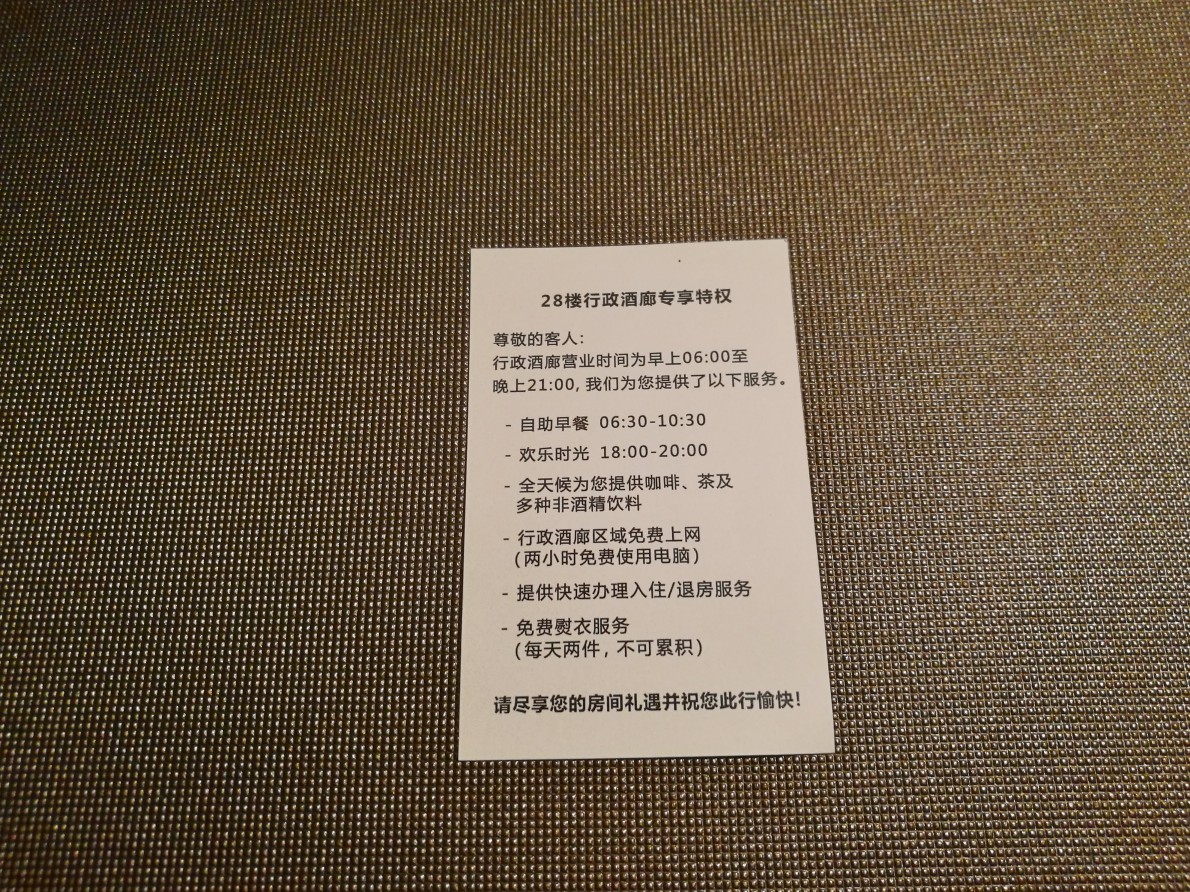 28楼行政酒廊专享特权
尊敬的客人：
行政酒廊营业时间为早上06:00至
晚上21:00, 我们为您提供了以下服务。
- 自助早餐 06:30-10:30
- 欢乐时光 18:00-20:00
- 全天候为您提供咖啡、茶及
多种非酒精饮料
- 行政酒廊区域免费上网
(两小时免费使用电脑)
- 提供快速办理入住/退房服务
- 免费熨衣服务
(每天两件, 不可累积)
请尽享您的房间礼遇并祝您此行愉快!